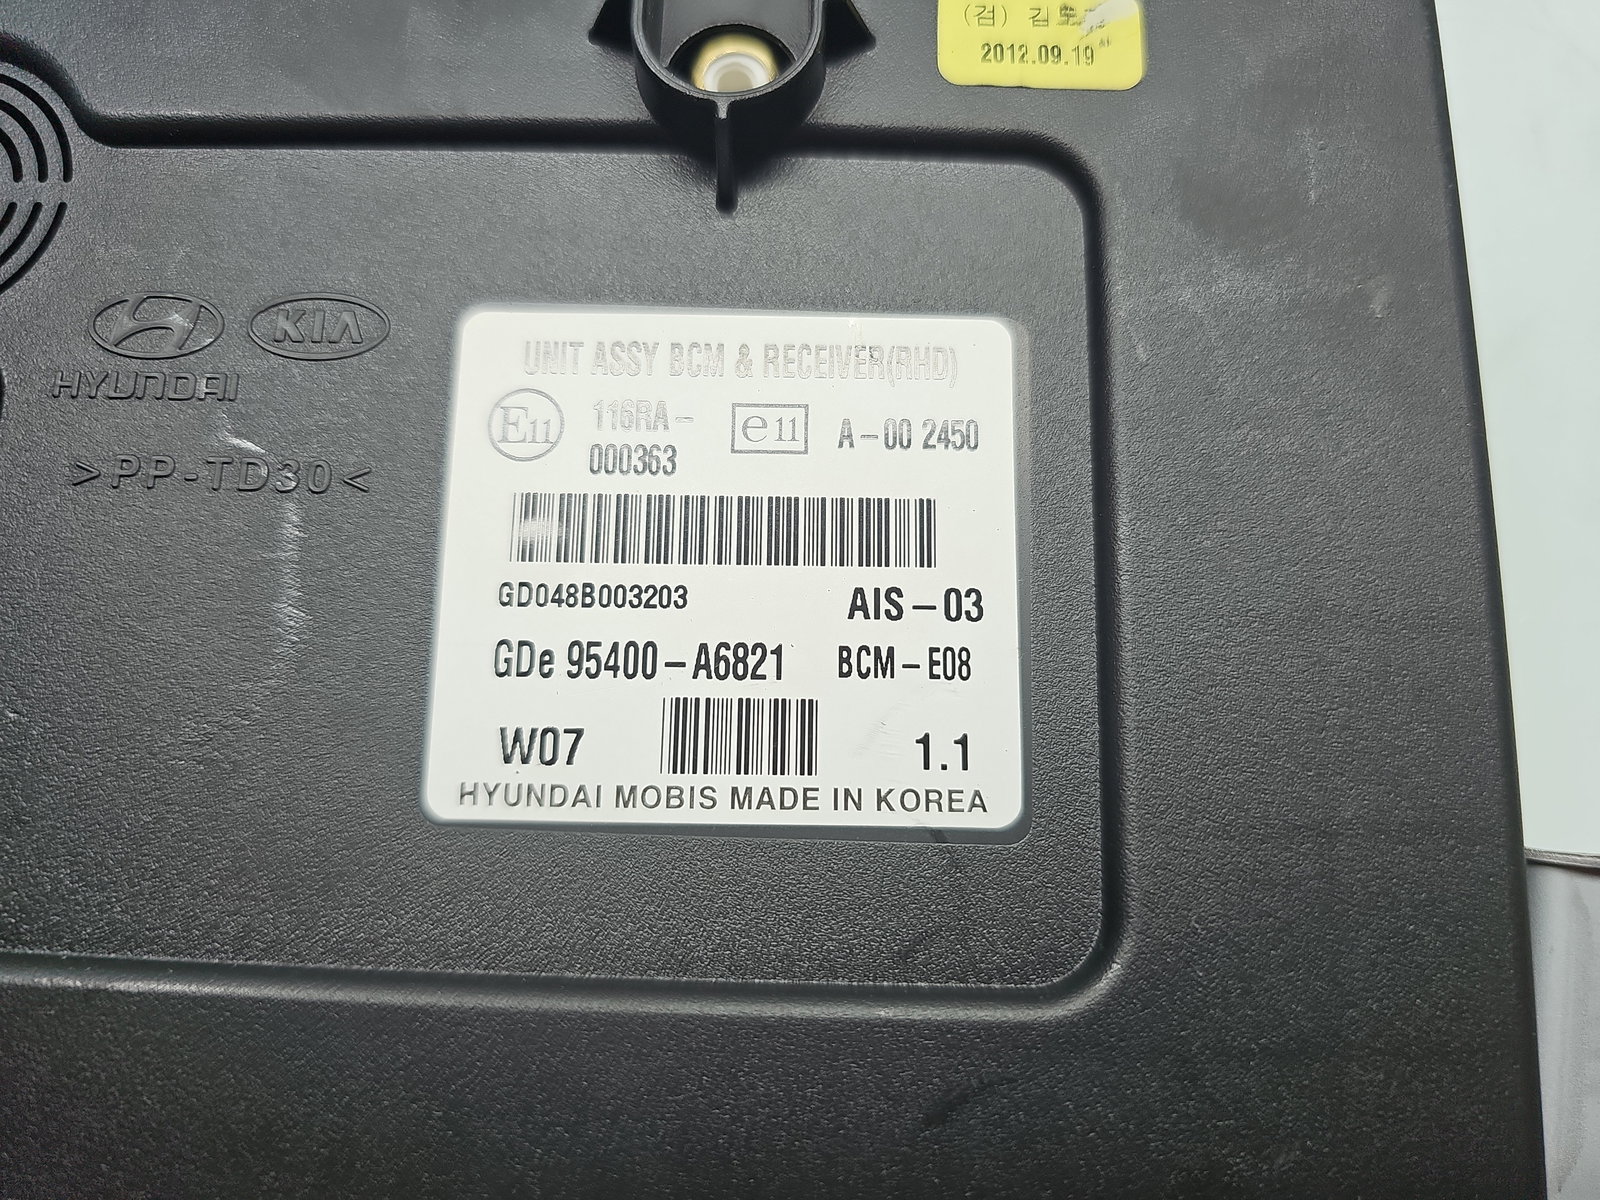 (검) 김
2012.09.19
HYUNDAI
KIA
>PP-TD30<
UNIT ASSY BCM & RECEIVER(RHD)
E11
116RA-
000363
e11
A-00 2450
GD048B003203
AIS-03
GDe 95400-A6821
BCM-E08
W07
1.1
HYUNDAI MOBIS MADE IN KOREA